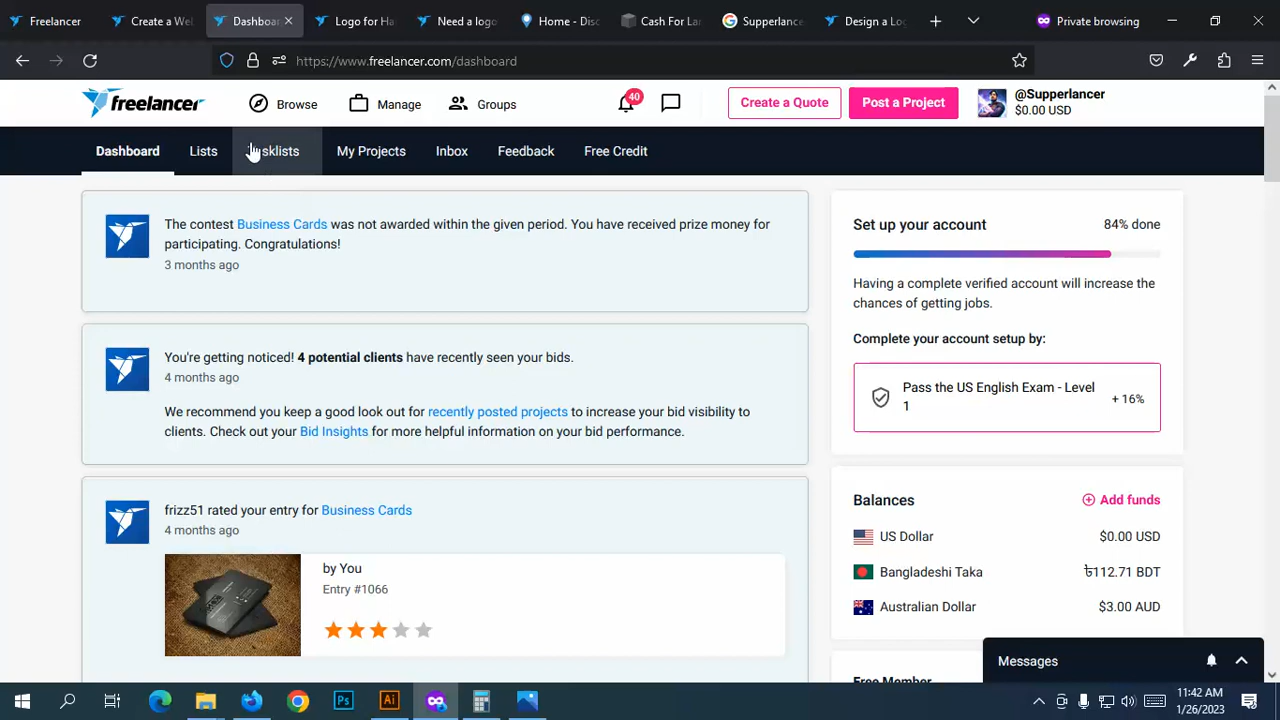 Freelancer
Create a Wel
Dashboar
Logo for Ha
Need a logo
Home - Disc
Cash For Lan
Supperlance
Design a Log
Private browsing
https://www.freelancer.com/dashboard
freelancer
Browse
Manage
Groups
40
Create a Quote
Post a Project
@Supperlancer
$0.00 USD
Dashboard
Lists
sklists
My Projects
Inbox
Feedback
Free Credit
The contest Business Cards was not awarded within the given period. You have received prize money for
participating. Congratulations!
3 months ago
You're getting noticed! 4 potential clients have recently seen your bids.
4 months ago
We recommend you keep a good look out for recently posted projects to increase your bid visibility to
clients. Check out your Bid Insights for more helpful information on your bid performance.
frizz51 rated your entry for Business Cards
4 months ago
by You
Entry #1066
Set up your account 84% done
Having a complete verified account will increase the
chances of getting jobs.
Complete your account setup by:
Pass the US English Exam - Level
1
+ 16%
Balances
Add funds
US Dollar $0.00 USD
Bangladeshi Taka ৳112.71 BDT
Australian Dollar $3.00 AUD
Free Member
Messages
Ps
Ai
11:42 AM
1/26/2023